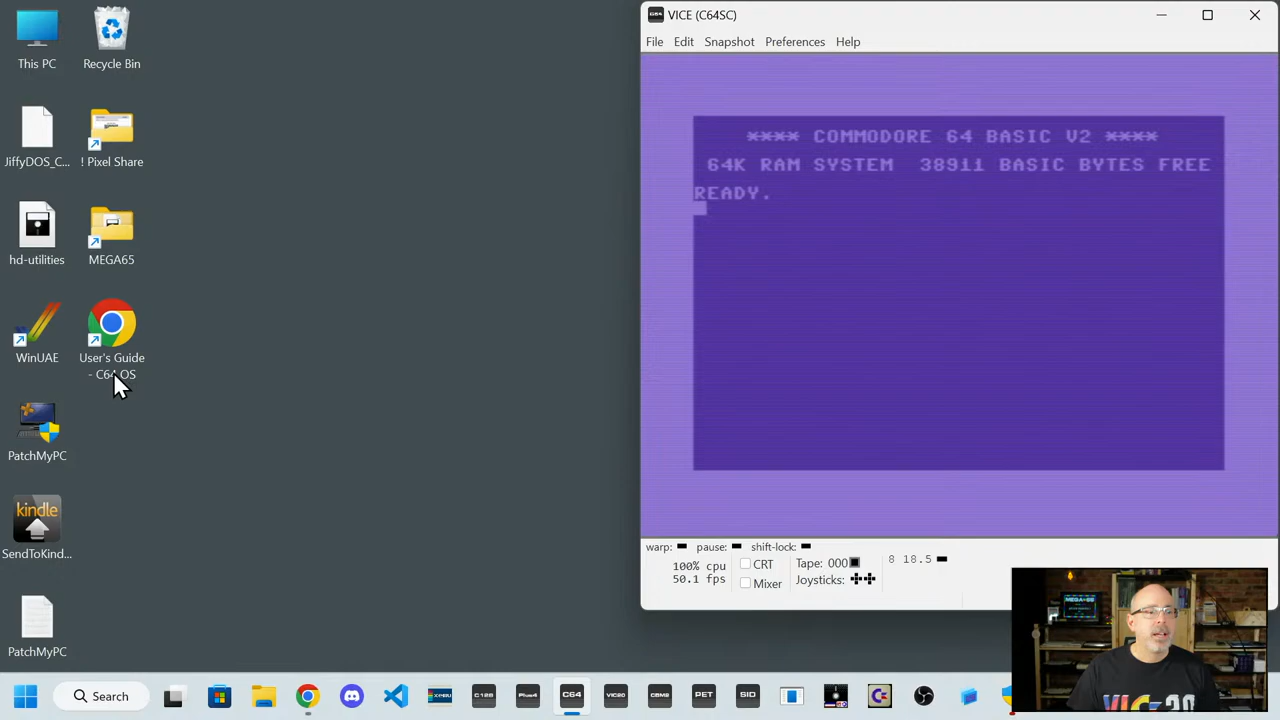 This PC
Recycle Bin
JiffyDOS_C...
! Pixel Share
hd-utilities
MEGA65
WinUAE
User's Guide
- C64 OS
PatchMyPC
kindle
SendToKind...
PatchMyPC
VICE (C64SC)
File Edit Snapshot Preferences Help
**** COMMODORE 64 BASIC V2 ****
64K RAM SYSTEM 38911 BASIC BYTES FREE
READY.
warp: pause: shift-lock:
100% cpu
50.1 fps
CRT
Mixer
Tape: 000
Joysticks:
8 18.5
MEGA65
VIC-20
Search
C128
Plus4
C64
VIC20
CBM2
PET
SID